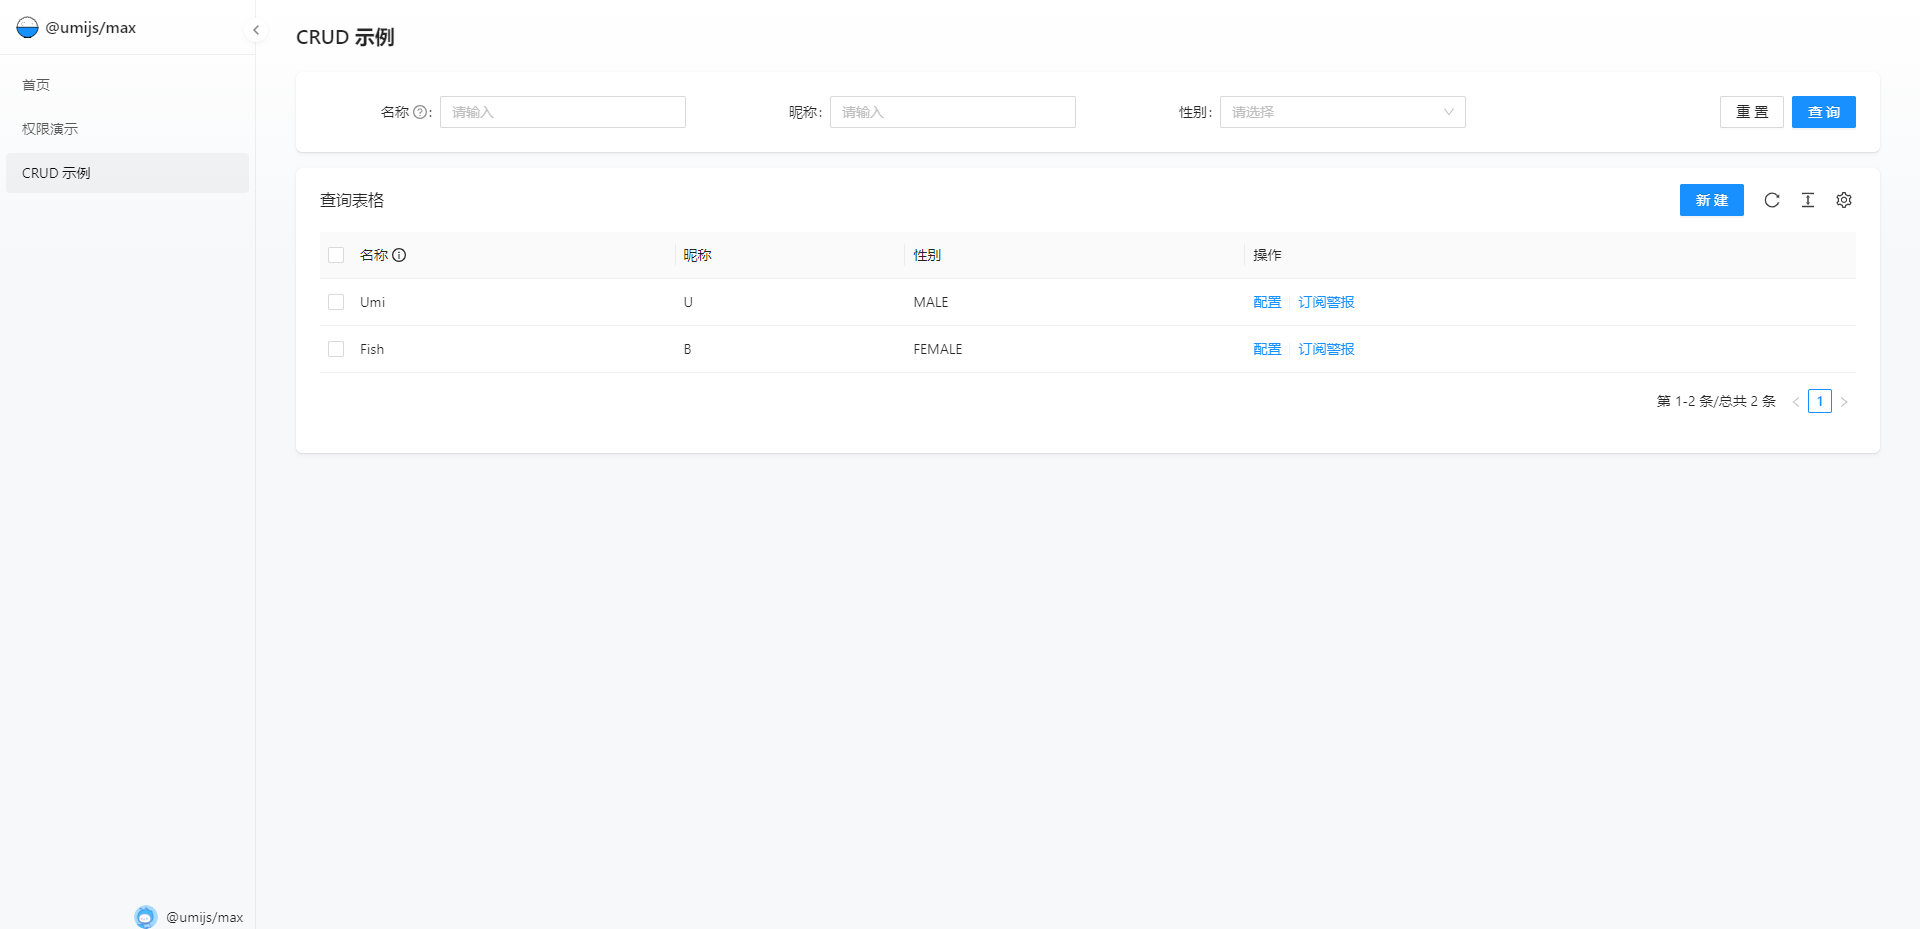 @umijs/max
首页
权限演示
CRUD 示例
@umijs/max
CRUD 示例
名称 : 请输入 昵称: 请输入 性别: 请选择 重 置 查 询
查询表格 新 建
名称 昵称 性别 操作
Umi U MALE 配置 订阅警报
Fish B FEMALE 配置 订阅警报
第 1-2 条/总共 2 条 < 1 >